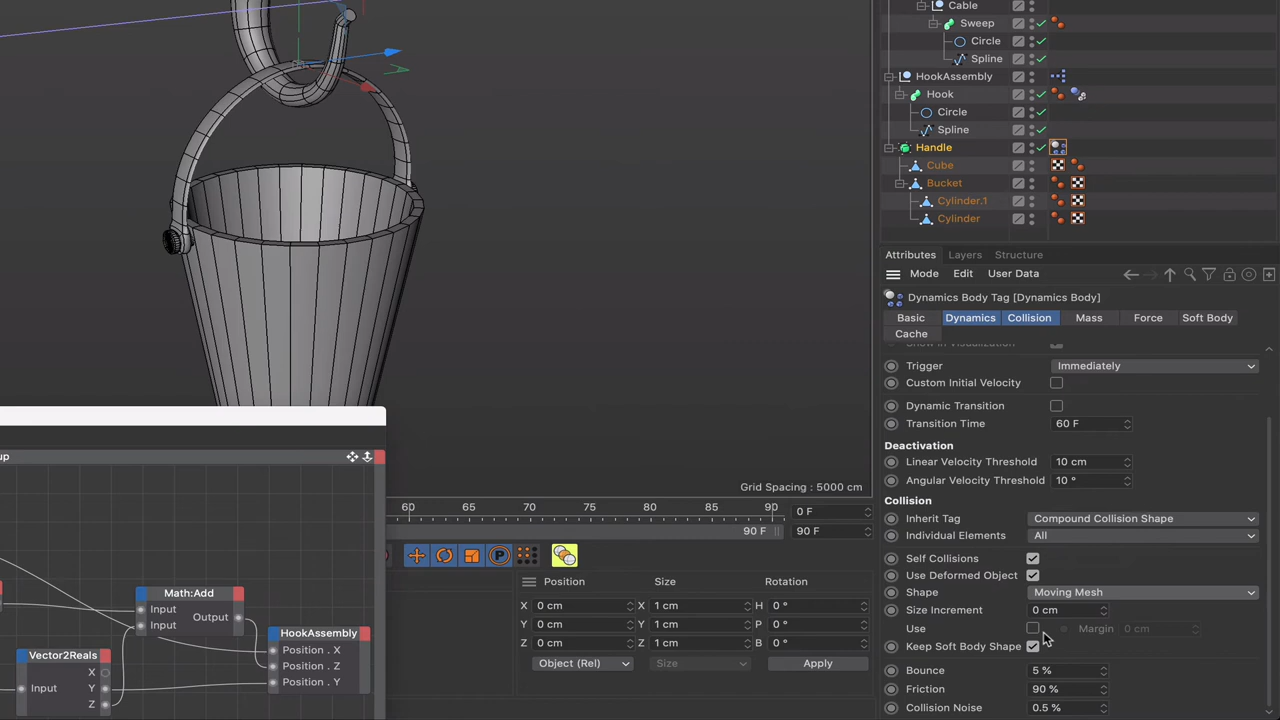 Cable
Sweep
Circle
Spline
HookAssembly
Hook
Circle
Spline
Handle
Cube
Bucket
Cylinder.1
Cylinder
Attributes Layers Structure
Mode Edit User Data
Dynamics Body Tag [Dynamics Body]
Basic Dynamics Collision Mass Force Soft Body
Cache
Trigger Immediately
Custom Initial Velocity
Dynamic Transition
Transition Time 60 F
Deactivation
Linear Velocity Threshold 10 cm
Angular Velocity Threshold 10 °
Collision
Inherit Tag Compound Collision Shape
Individual Elements All
Self Collisions
Use Deformed Object
Shape Moving Mesh
Size Increment 0 cm
Use Margin 0 cm
Keep Soft Body Shape
Bounce 5 %
Friction 90 %
Collision Noise 0.5 %
Grid Spacing : 5000 cm
60 65 70 75 80 85 90 0 F
90 F 90 F
P
Position Size Rotation
X 0 cm X 1 cm H 0 °
Y 0 cm Y 1 cm P 0 °
Z 0 cm Z 1 cm B 0 °
Object (Rel) Size Apply
up
Math:Add
Input
Output
Input
HookAssembly
Position . X
Position . Z
Position . Y
Vector2Reals
X
Input Y
Z